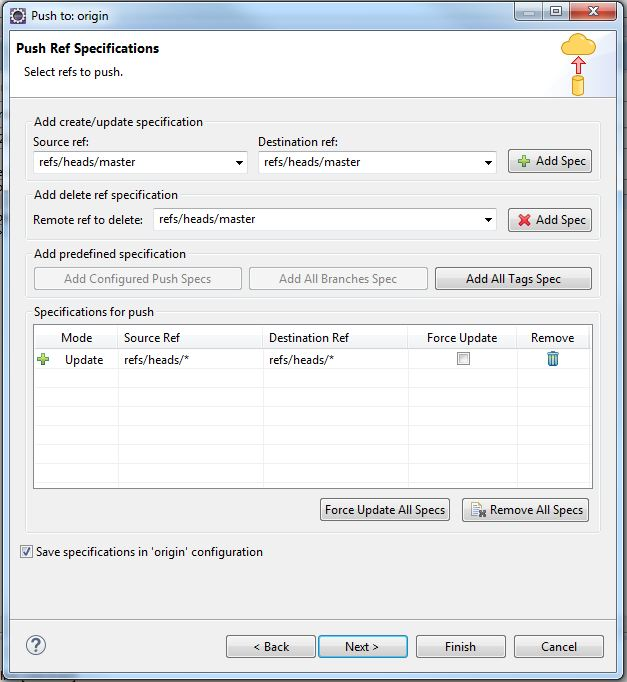 Push to: origin
Push Ref Specifications
Select refs to push.
Add create/update specification
Source ref: Destination ref:
refs/heads/master refs/heads/master Add Spec
Add delete ref specification
Remote ref to delete: refs/heads/master Add Spec
Add predefined specification
Add Configured Push Specs Add All Branches Spec Add All Tags Spec
Specifications for push
Mode Source Ref Destination Ref Force Update Remove
Update refs/heads/* refs/heads/*
Force Update All Specs Remove All Specs
Save specifications in 'origin' configuration
? < Back Next > Finish Cancel